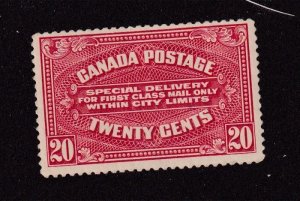 CANADA POSTAGE
SPECIAL DELIVERY
FOR FIRST CLASS MAIL ONLY
WITHIN CITY LIMITS
TWENTY CENTS
20 20